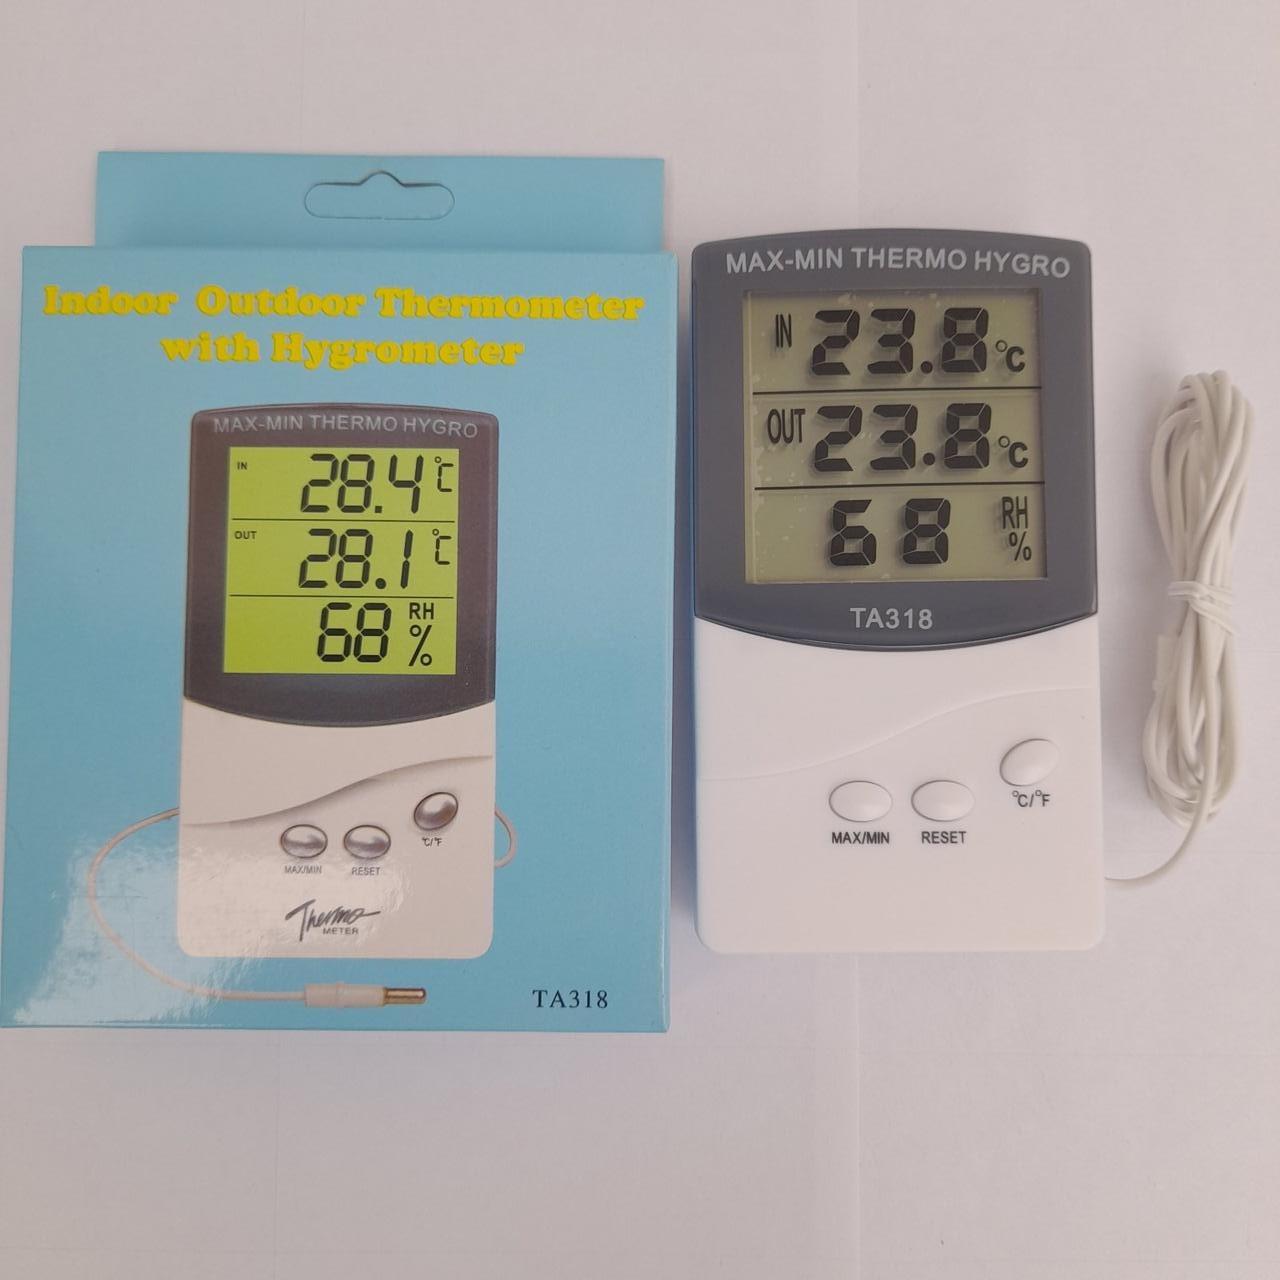 Indoor Outdoor Thermometer
with Hygrometer
MAX-MIN THERMO HYGRO
IN 28.4 °C
OUT 28.1 °C
68 RH %
MAX/MIN RESET °C/°F
Thermo
METER
TA318
MAX-MIN THERMO HYGRO
IN 23.8 °C
OUT 23.8 °C
68 RH %
TA318
MAX/MIN RESET °C/°F